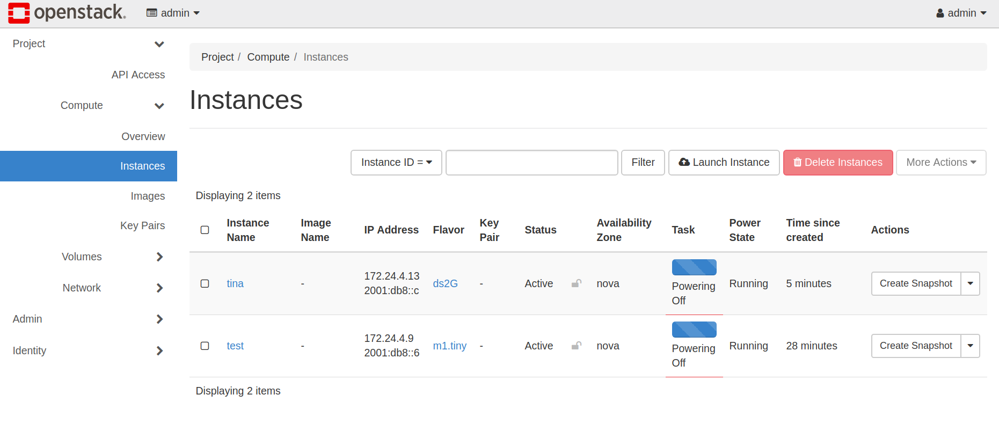 openstack. admin admin
Project
API Access
Compute
Overview
Instances
Images
Key Pairs
Volumes
Network
Admin
Identity
Project / Compute / Instances
Instances
Instance ID = Filter Launch Instance Delete Instances More Actions
Displaying 2 items
Instance Name Image Name IP Address Flavor Key Pair Status Availability Zone Task Power State Time since created Actions
tina - 172.24.4.13 2001:db8::c ds2G - Active nova Powering Off Running 5 minutes Create Snapshot
test - 172.24.4.9 2001:db8::6 m1.tiny - Active nova Powering Off Running 28 minutes Create Snapshot
Displaying 2 items